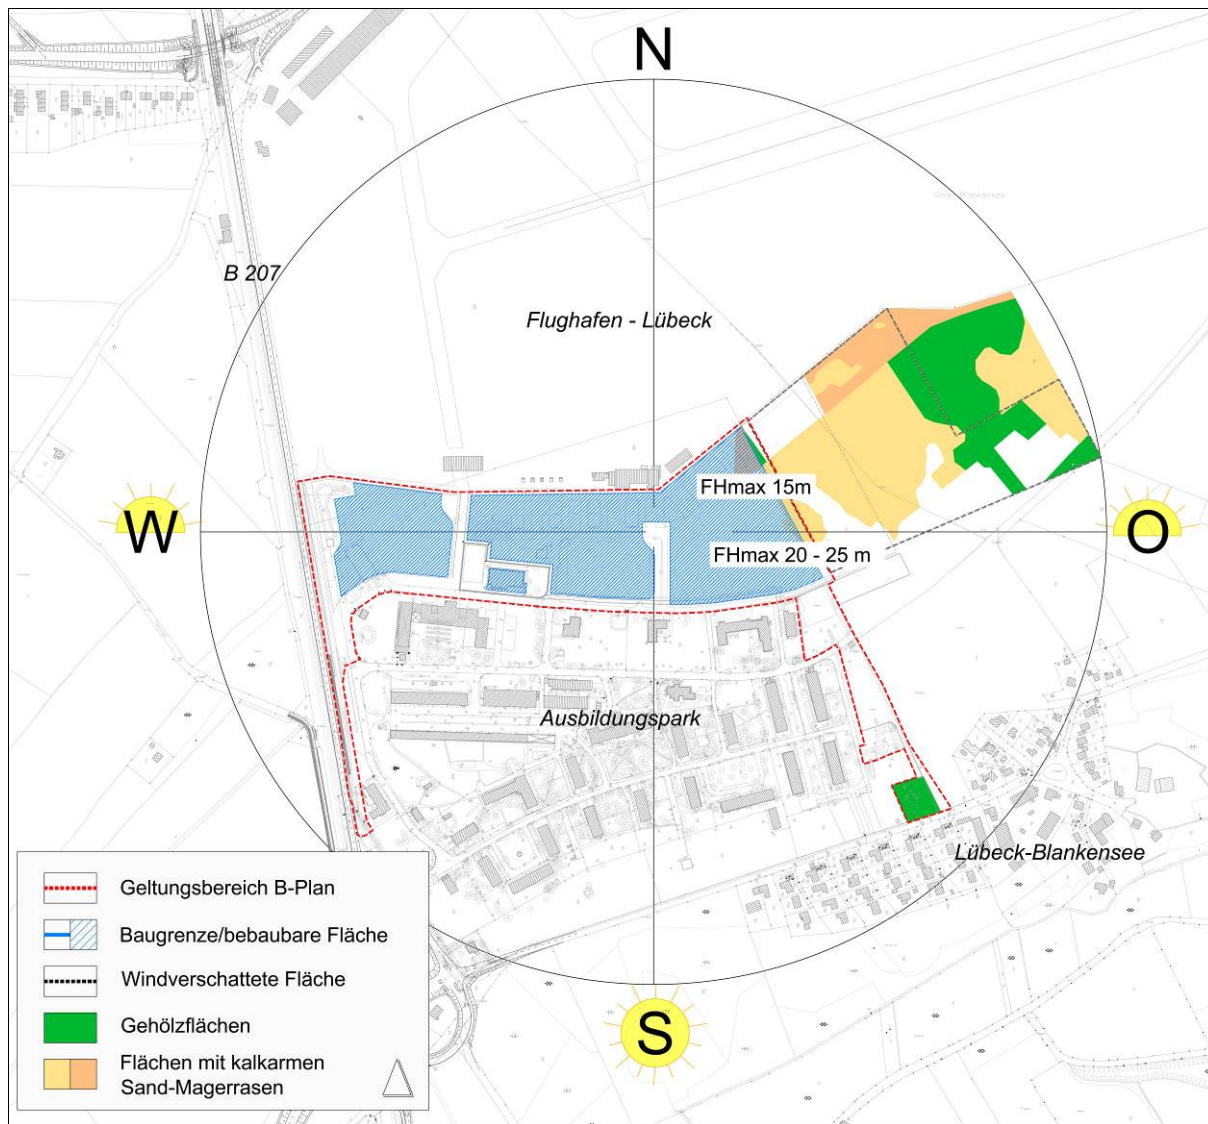 N
B 207
Flughafen - Lübeck
FHmax 15m
W
O
FHmax 20 - 25 m
Ausbildungspark
Lübeck-Blankensee
S
Geltungsbereich B-Plan
Baugrenze/bebaubare Fläche
Windverschattete Fläche
Gehölzflächen
Flächen mit kalkarmen
Sand-Magerrasen